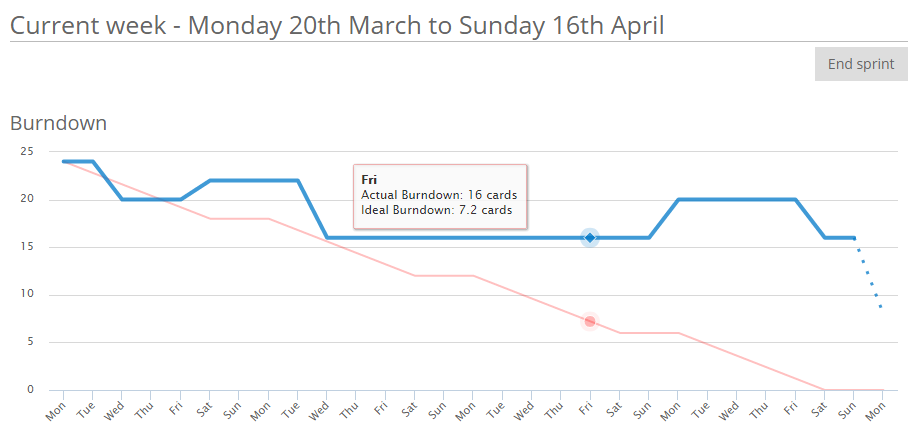 Current week - Monday 20th March to Sunday 16th April
End sprint
Burndown
25
20
15
10
5
0
Fri
Actual Burndown: 16 cards
Ideal Burndown: 7.2 cards
Mon Tue Wed Thu Fri Sat Sun Mon Tue Wed Thu Fri Sat Sun Mon Tue Wed Thu Fri Sat Sun Mon Tue Wed Thu Fri Sat Sun Mon